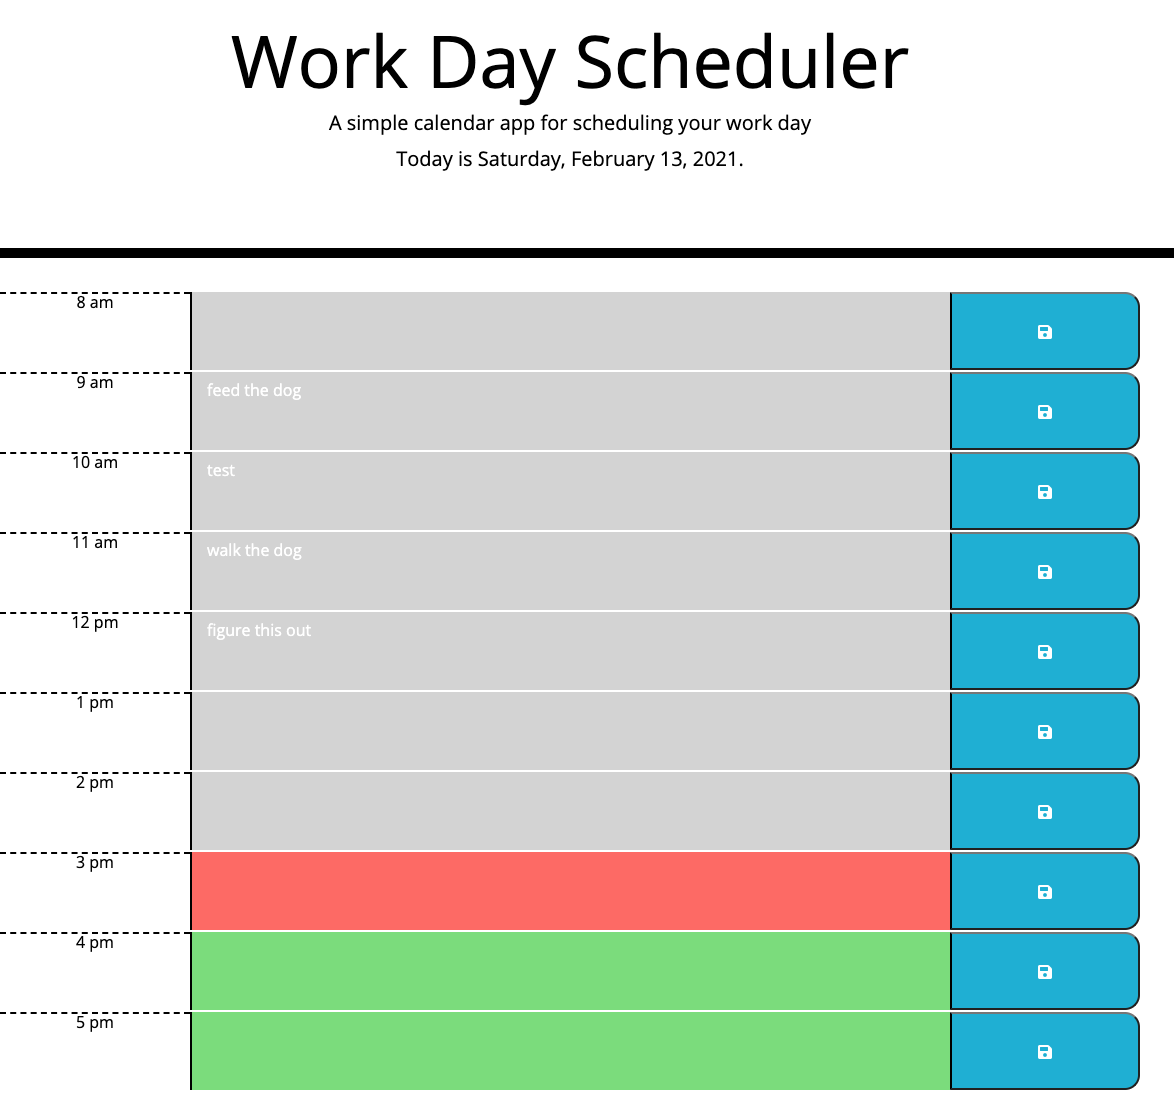 Work Day Scheduler
A simple calendar app for scheduling your work day
Today is Saturday, February 13, 2021.
8 am
9 am
feed the dog
10 am
test
11 am
walk the dog
12 pm
figure this out
1 pm
2 pm
3 pm
4 pm
5 pm